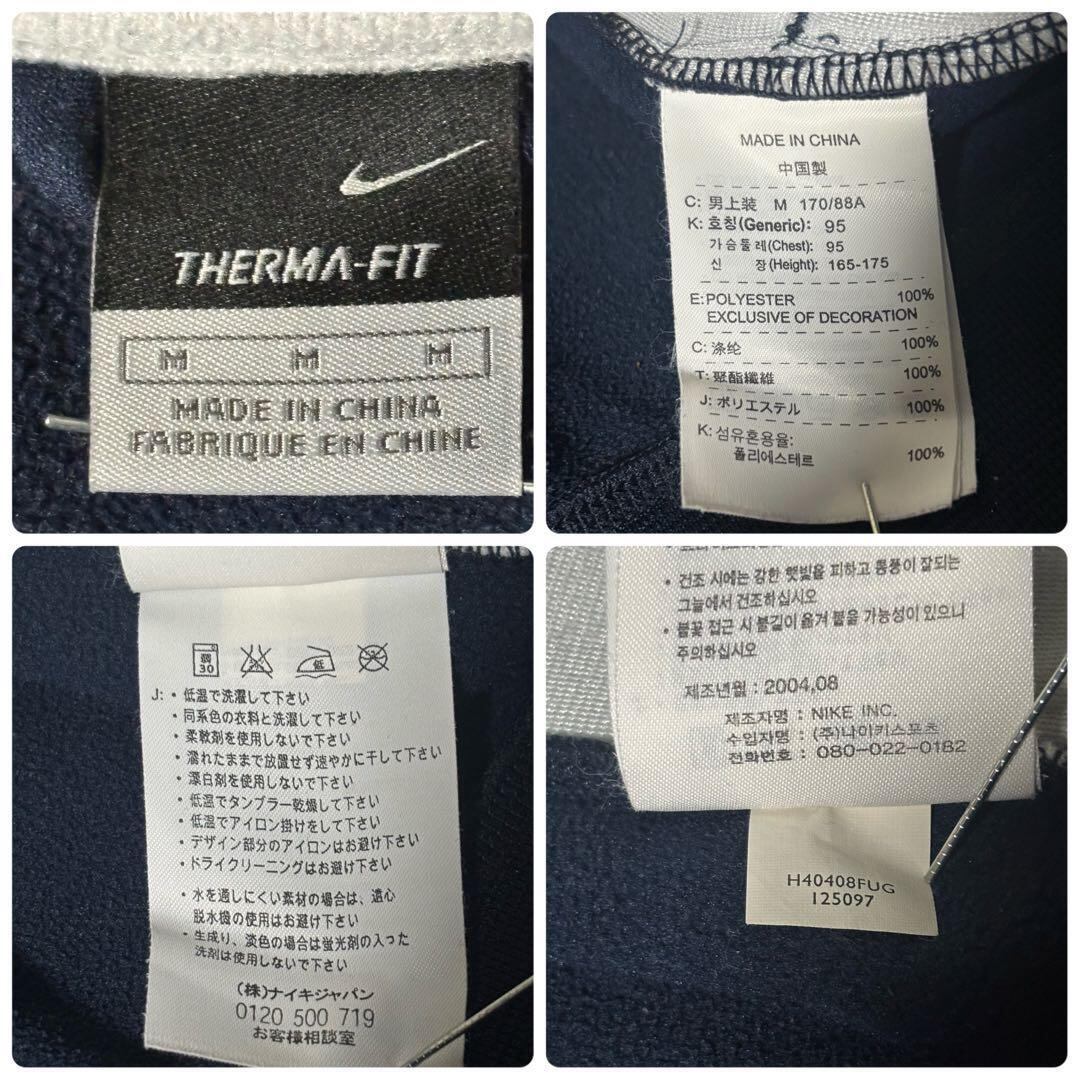 THERMA-FIT
M M M
MADE IN CHINA
FABRIQUE EN CHINE
MADE IN CHINA
中国製
C: 男上装 M 170/88A
K: 호칭(Generic): 95
가슴둘레(Chest): 95
신 장(Height): 165-175
E: POLYESTER 100%
EXCLUSIVE OF DECORATION
C: 涤纶 100%
T: 聚酯纖維 100%
J: ポリエステル 100%
K: 섬유혼용율:
폴리에스테르 100%
弱
30
低
J: ・低温で洗濯して下さい
・同系色の衣料と洗濯して下さい
・柔軟剤を使用しないで下さい
・濡れたままで放置せず速やかに干して下さい
・漂白剤を使用しないで下さい
・低温でタンブラー乾燥して下さい
・低温でアイロン掛けをして下さい
・デザイン部分のアイロンはお避け下さい
・ドライクリーニングはお避け下さい
・水を通しにくい素材の場合は、遠心
脱水機の使用はお避け下さい
・生成り、淡色の場合は蛍光剤の入った
洗剤は使用しないで下さい
(株)ナイキジャパン
0120 500 719
お客様相談室
・건조 시에는 강한 햇빛을 피하고 통풍이 잘되는
그늘에서 건조하십시오
・불꽃 접근 시 불길이 옮겨 붙을 가능성이 있으니
주의하십시오
제조년월 : 2004,08
제조자명 : NIKE INC.
수입자명 : (주)나이키스포츠
전화번호 : 080-022-0182
H40408FUG
125097